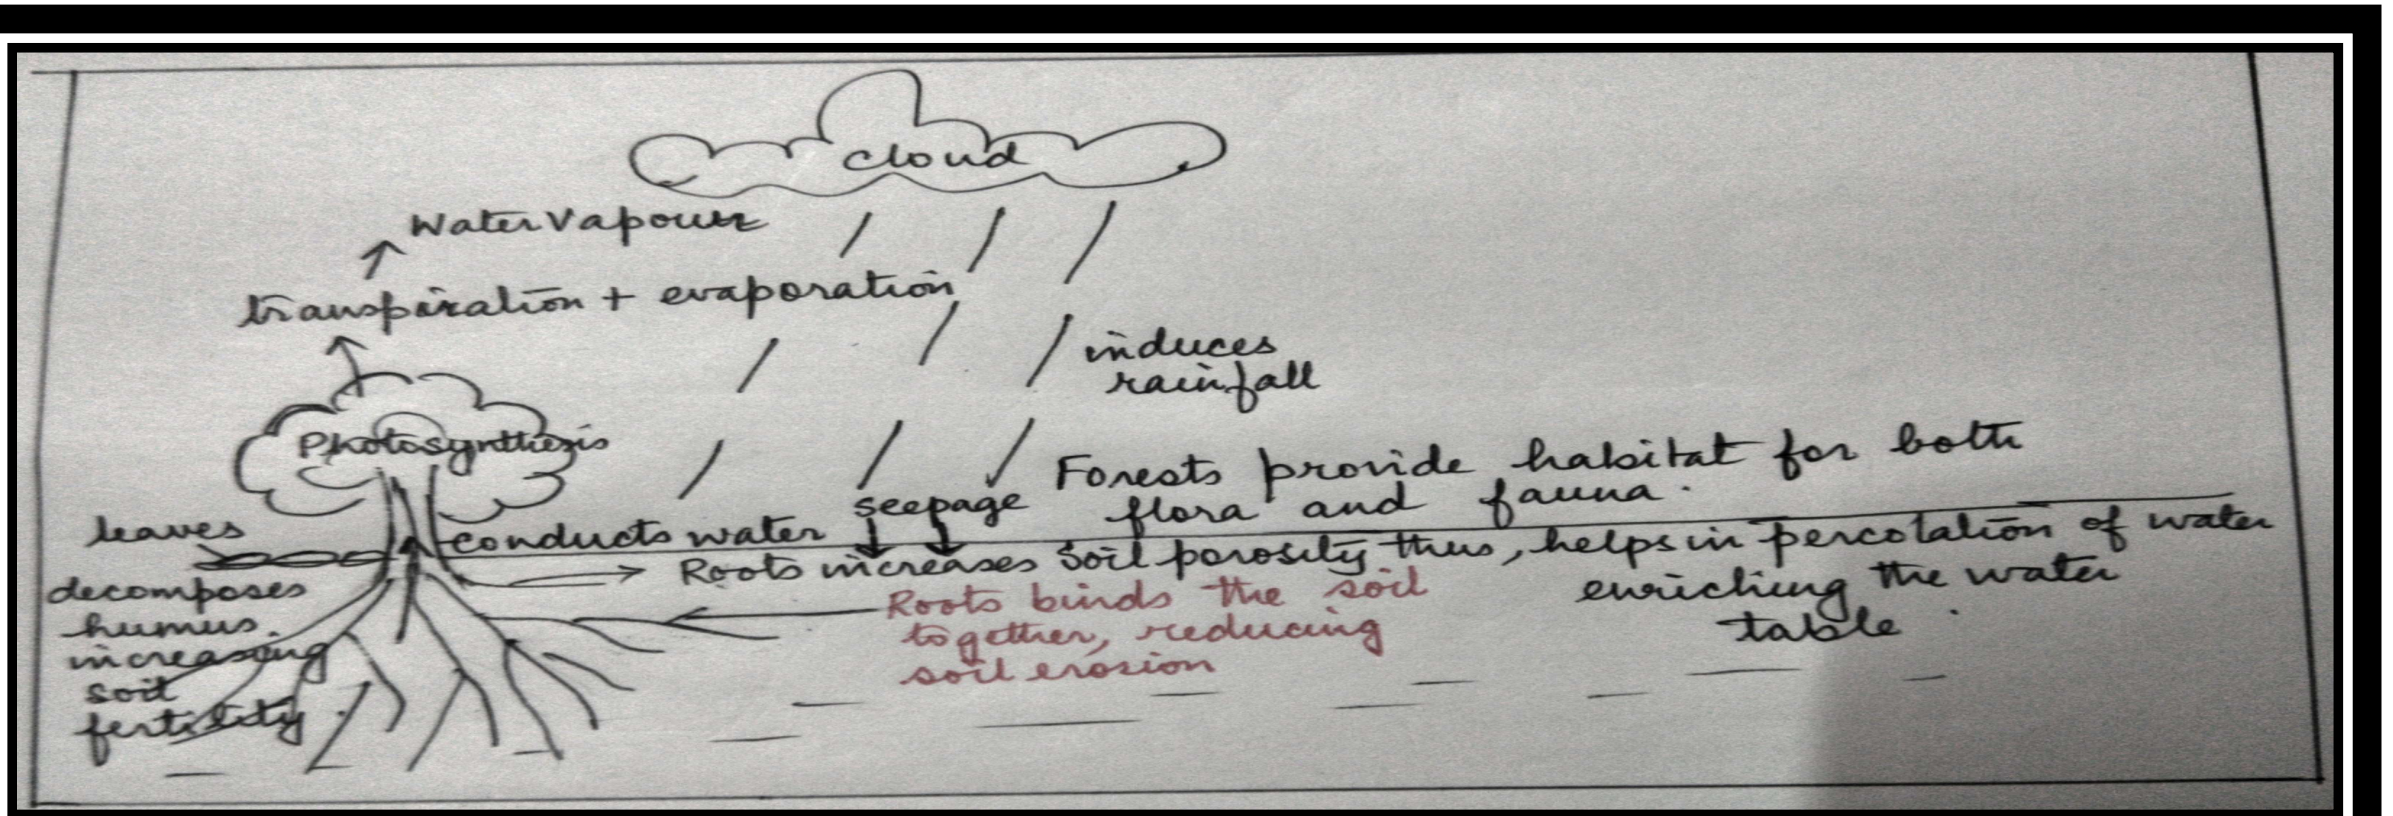 cloud
Water Vapour
transpiration + evaporation
induces
rainfall
Photosynthesis
Forests provide habitat for both
flora and fauna.
seepage
leaves
conducts water
Roots increases soil porosity thus, helps in percolation of water
enriching the water
table.
decomposes
humus.
increasing
soil
fertility.
Roots binds the soil
together, reducing
soil erosion